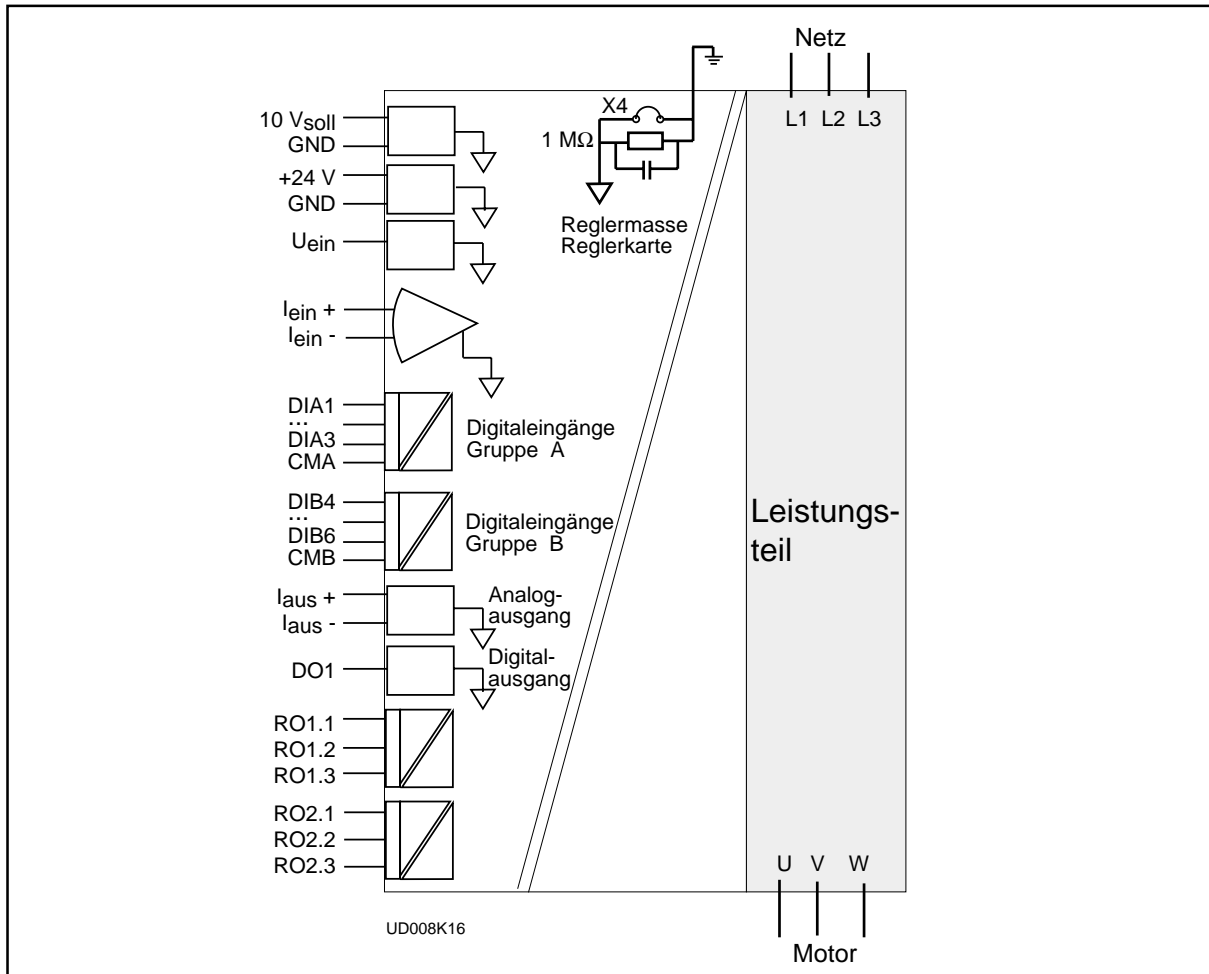 Netz
L1 L2 L3
X4
1 MΩ
Reglermasse
Reglerkarte
10 Vsoll
GND
+24 V
GND
Uein
Iein +
Iein -
DIA1
...
DIA3
CMA
Digitaleingänge
Gruppe A
DIB4
...
DIB6
CMB
Digitaleingänge
Gruppe B
Leistungs-
teil
Iaus +
Iaus -
Analog-
ausgang
DO1
Digital-
ausgang
RO1.1
RO1.2
RO1.3
RO2.1
RO2.2
RO2.3
U V W
Motor
UD008K16